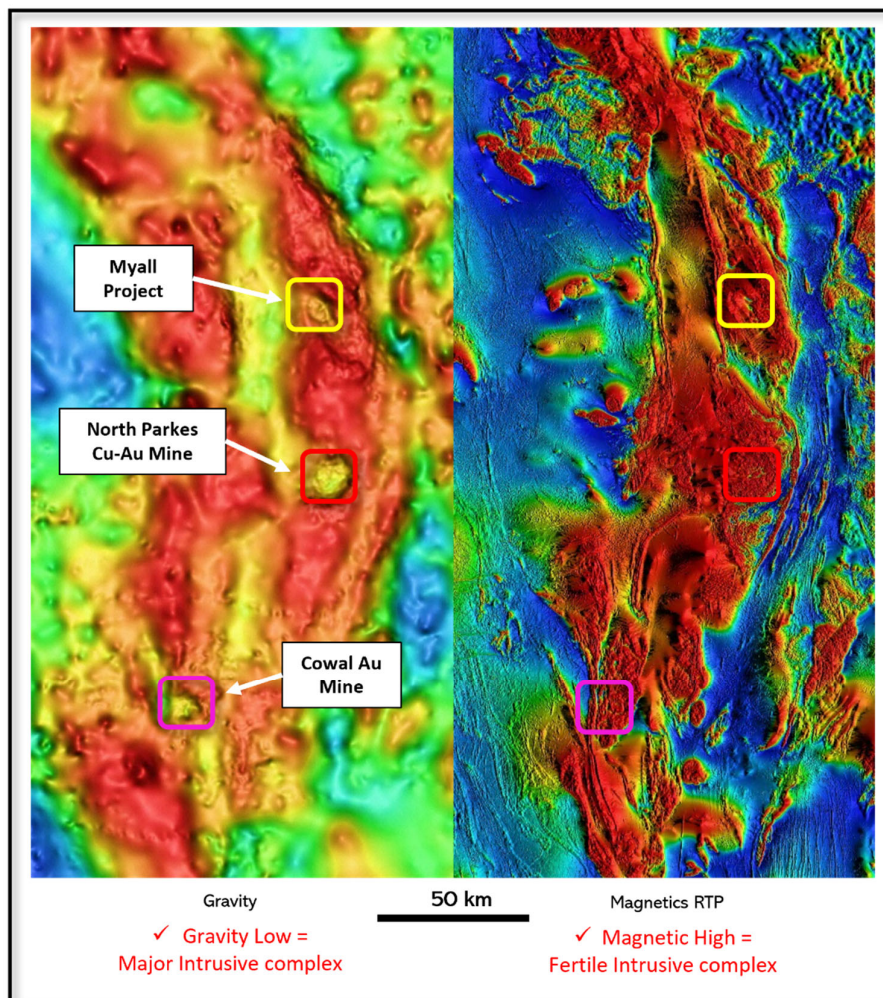 Myall
Project
North Parkes
Cu-Au Mine
Cowal Au
Mine
Gravity
50 km
Magnetics RTP
✓ Gravity Low =
Major Intrusive complex
✓ Magnetic High =
Fertile Intrusive complex